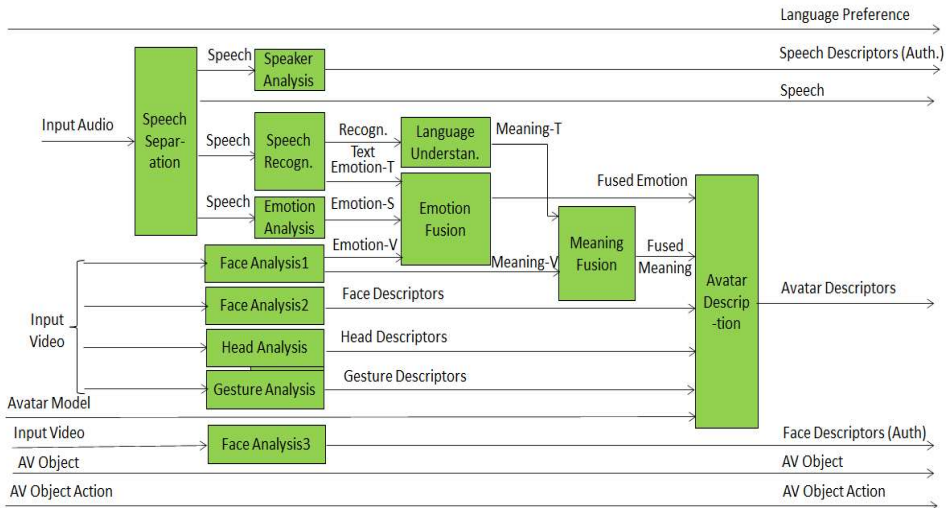 Language Preference
Speech
Speaker
Analysis
Speech Descriptors (Auth.)
Speech
Input Audio
Speech
Separ-
ation
Speech
Speech
Recogn.
Recogn.
Text
Language
Understan.
Meaning-T
Emotion-T
Speech
Emotion
Analysis
Emotion-S
Emotion
Fusion
Fused Emotion
Emotion-V
Face Analysis1
Meaning-V
Meaning
Fusion
Fused
Meaning
Avatar
Descrip
-tion
Avatar Descriptors
Input
Video
Face Analysis2
Face Descriptors
Head Analysis
Head Descriptors
Gesture Analysis
Gesture Descriptors
Avatar Model
Input Video
Face Analysis3
Face Descriptors (Auth)
AV Object
AV Object
AV Object Action
AV Object Action